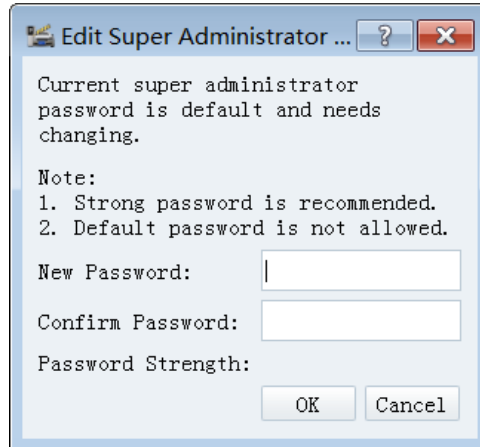 Edit Super Administrator ...
Current super administrator
password is default and needs
changing.
Note:
1. Strong password is recommended.
2. Default password is not allowed.
New Password:
Confirm Password:
Password Strength:
OK Cancel